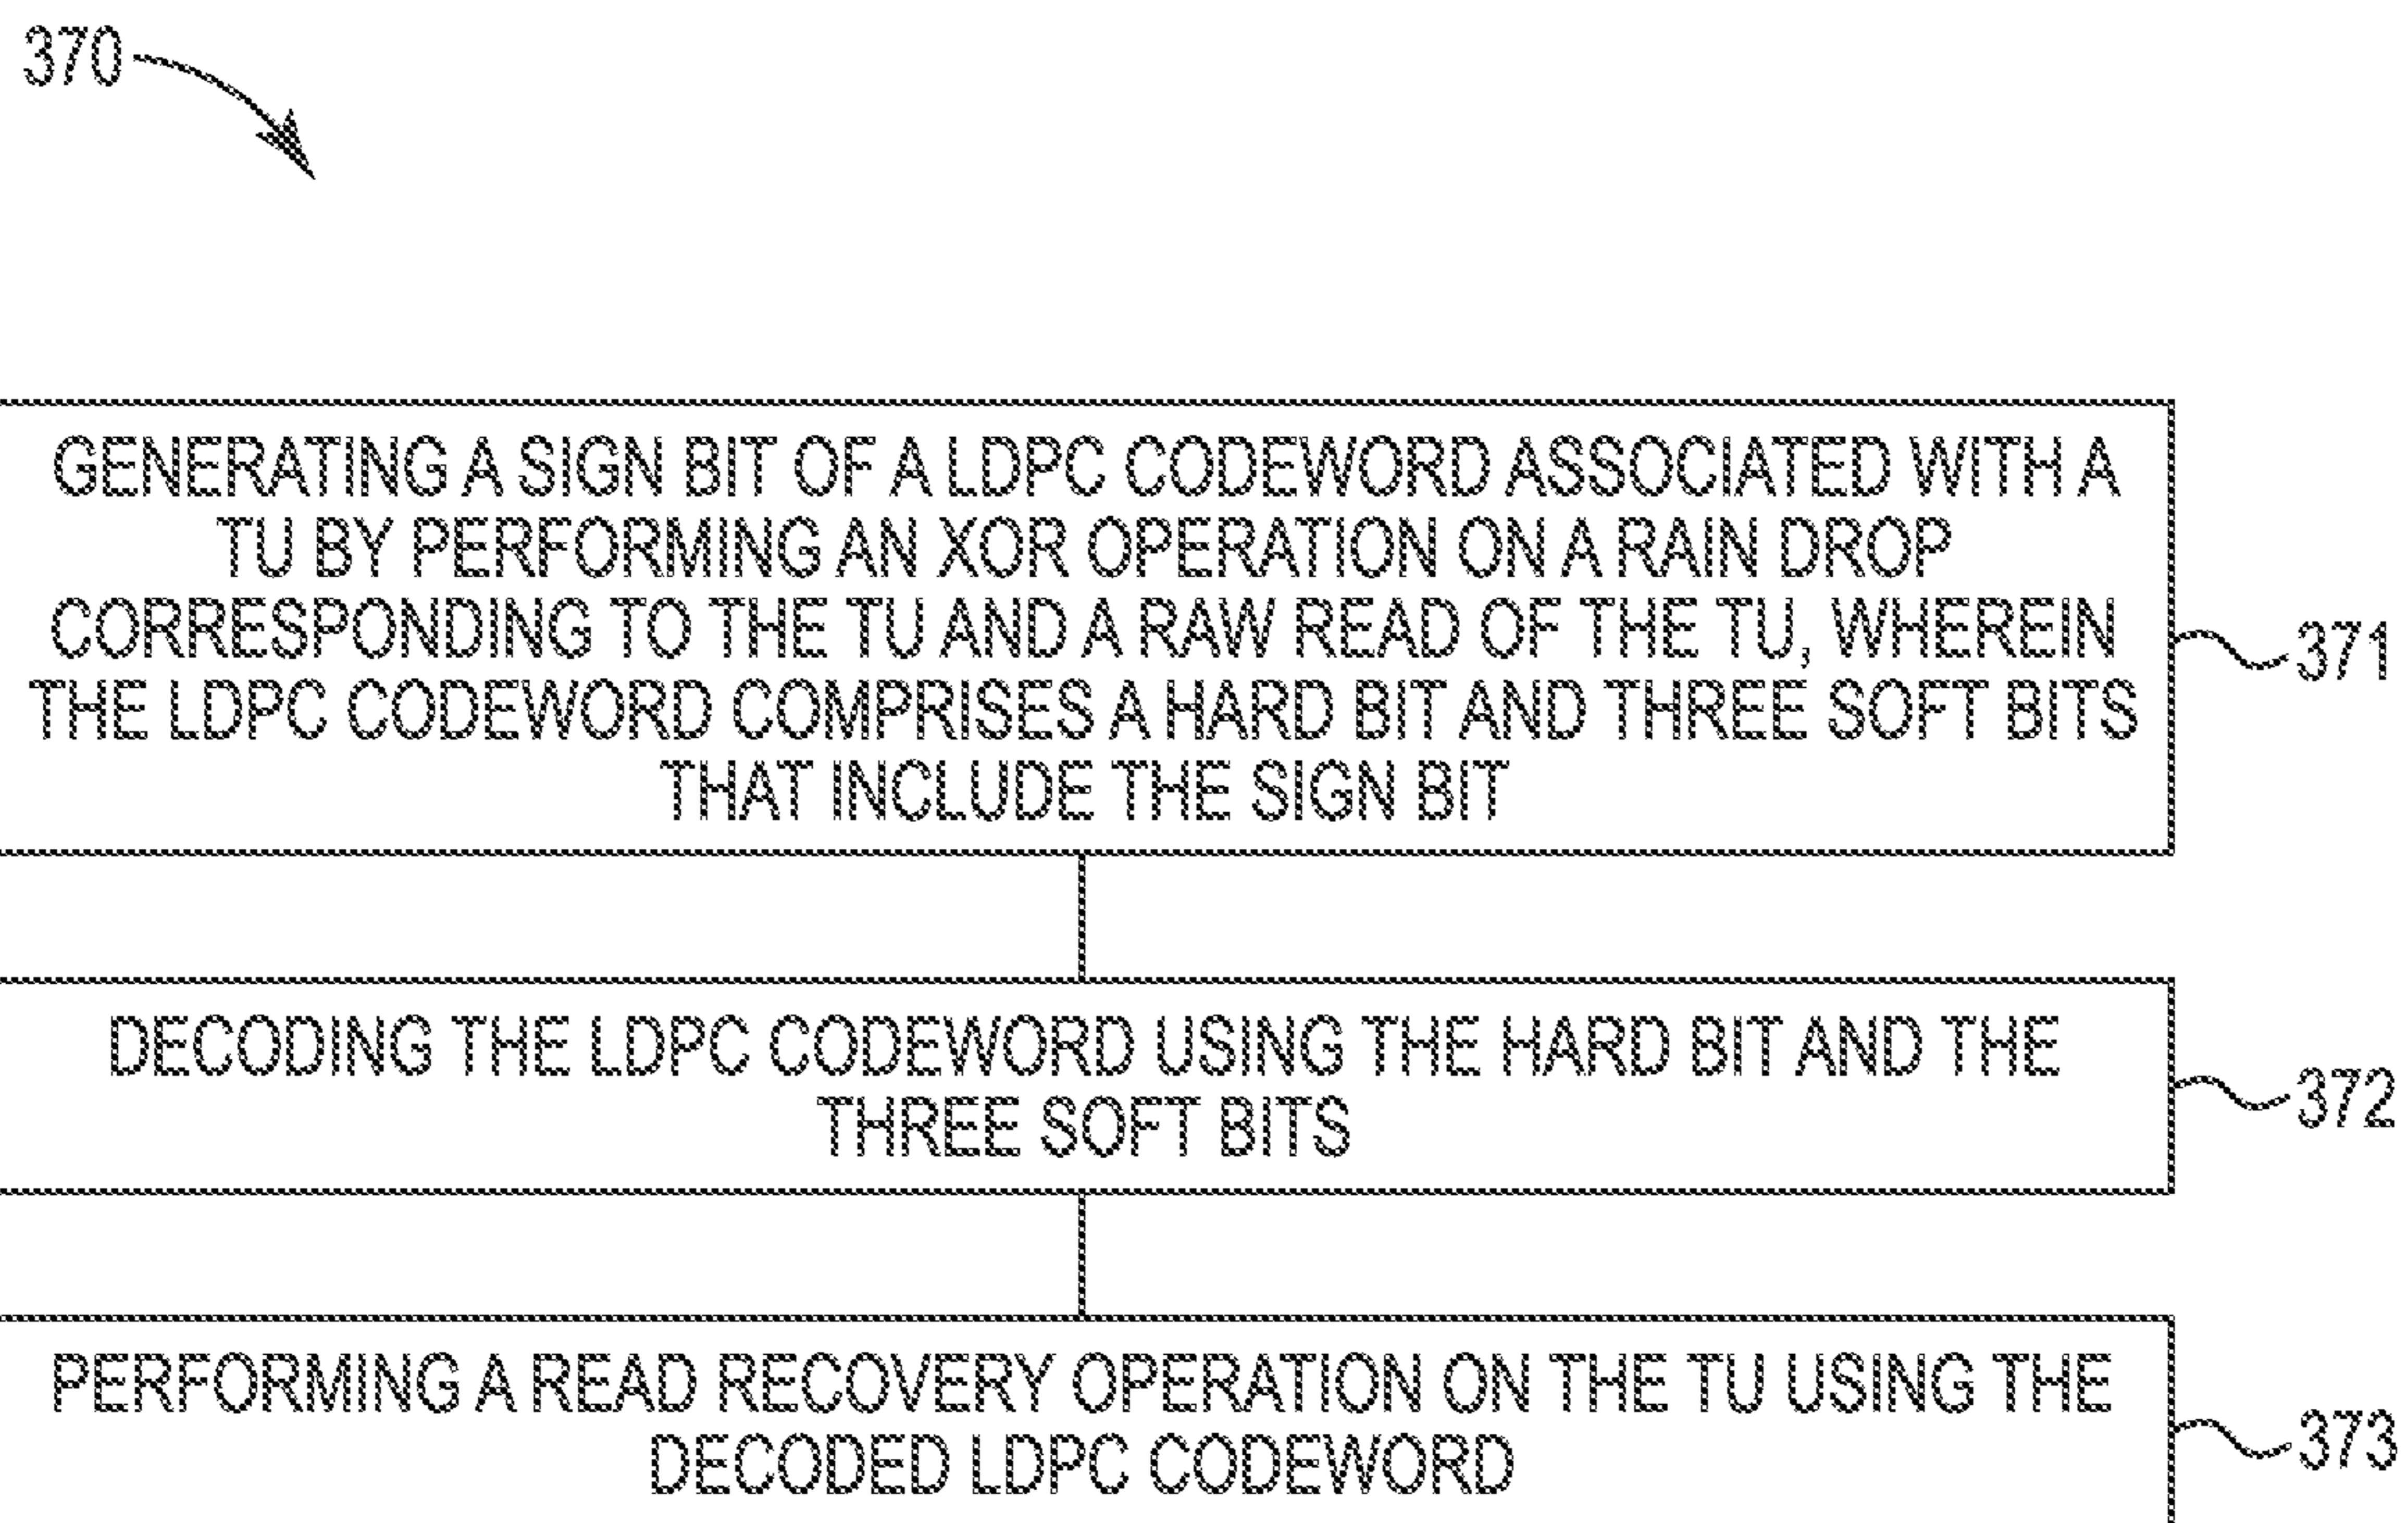 370
GENERATING A SIGN BIT OF A LDPC CODEWORD ASSOCIATED WITH A
TU BY PERFORMING AN XOR OPERATION ON A RAIN DROP
CORRESPONDING TO THE TU AND A RAW READ OF THE TU, WHEREIN
THE LDPC CODEWORD COMPRISES A HARD BIT AND THREE SOFT BITS
THAT INCLUDE THE SIGN BIT
371
DECODING THE LDPC CODEWORD USING THE HARD BIT AND THE
THREE SOFT BITS
372
PERFORMING A READ RECOVERY OPERATION ON THE TU USING THE
DECODED LDPC CODEWORD
373